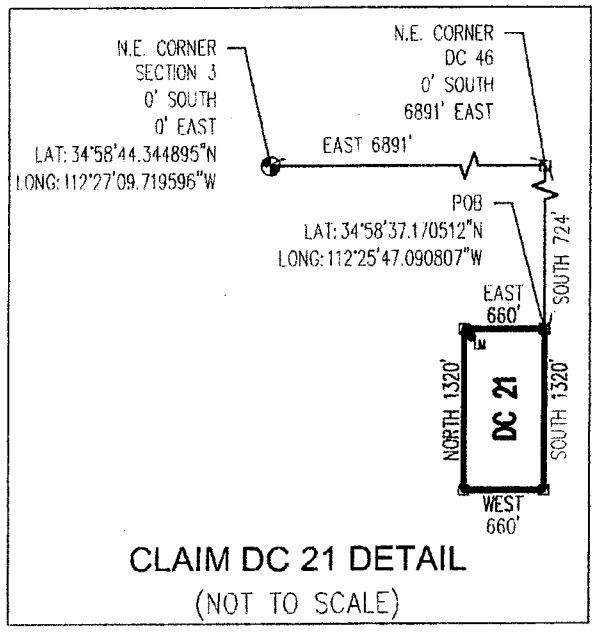 N.E. CORNER
SECTION 3
0' SOUTH
0' EAST
LAT: 34°58'44.344895"N
LONG: 112°27'09.719596"W
N.E. CORNER
DC 46
0' SOUTH
6891' EAST
EAST 6891'
POB
LAT: 34°58'37.170512"N
LONG: 112°25'47.090807"W
SOUTH 724'
EAST
660'
LM
NORTH 1320'
DC 21
SOUTH 1320'
WEST
660'
CLAIM DC 21 DETAIL
(NOT TO SCALE)